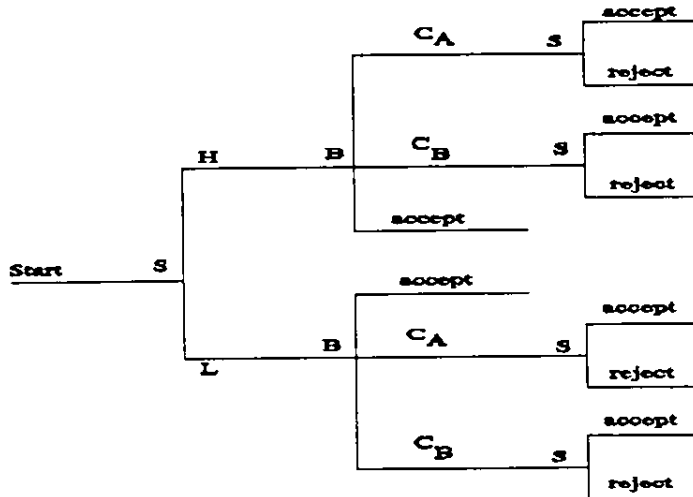 accept
C_A S
reject
accept
H B C_B S
reject
accept
Start S
accept
accept
B C_A S
L
reject
accept
C_B S
reject